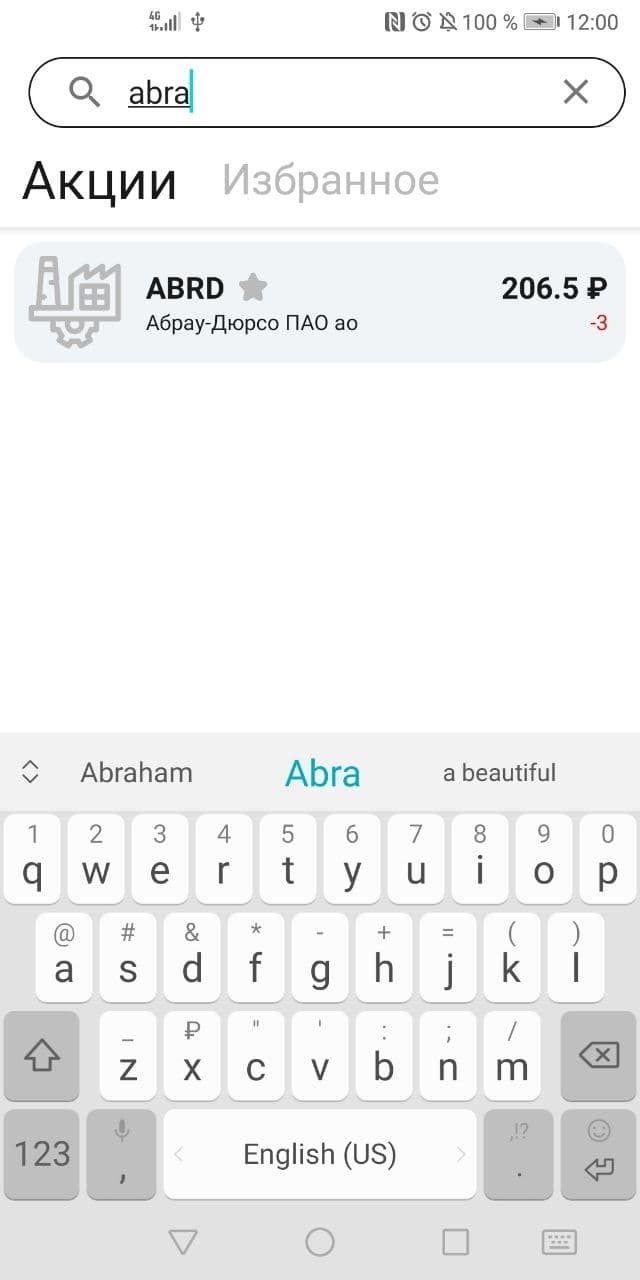 4G 100 % 12:00
abra
Акции Избранное
ABRD 206.5 ₽
Абрау-Дюрсо ПАО ао -3
Abraham Abra a beautiful
1 2 3 4 5 6 7 8 9 0
q w e r t y u i o p
@ # & * - + = ( )
a s d f g h j k l
_ ₽ " ' : ; /
z x c v b n m
,!?
123 , English (US) .